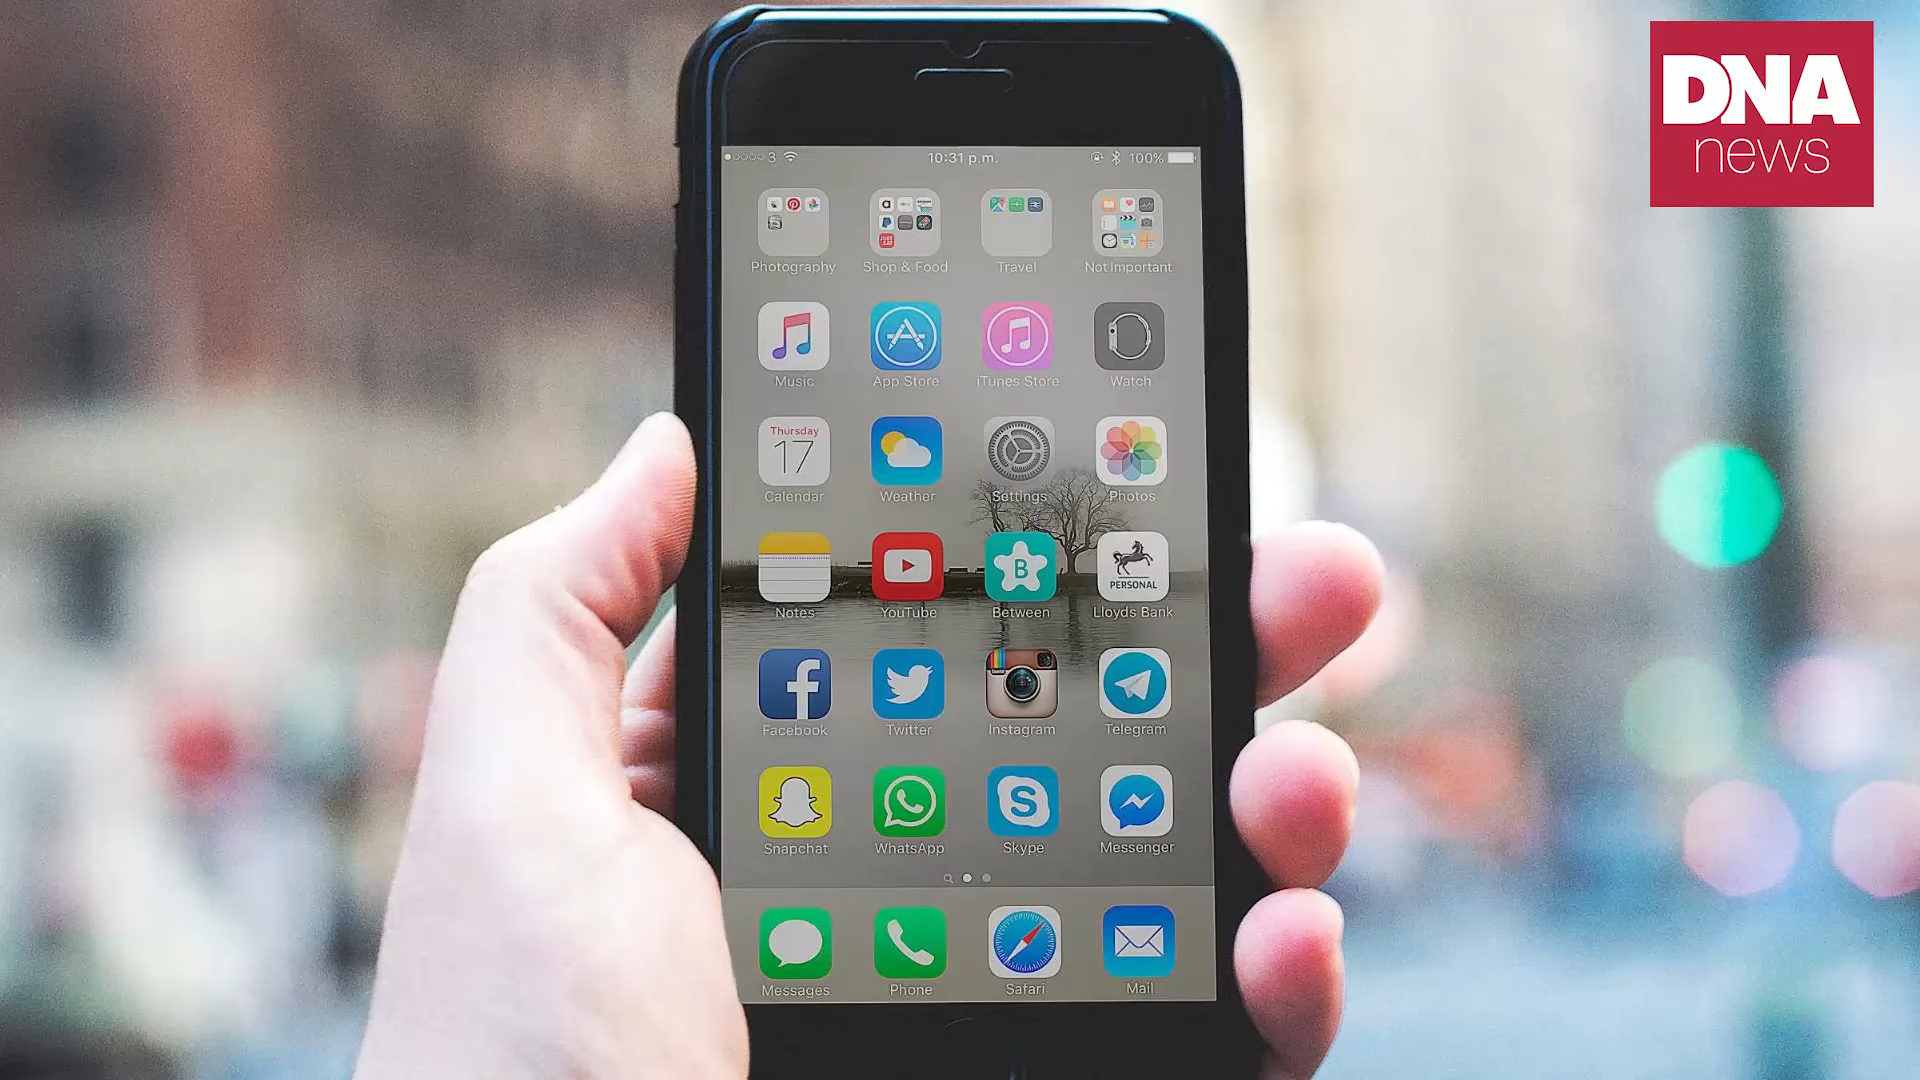 DNA
news
3 10:31 p.m. 100%
Photography Shop & Food Travel Not Important
Music App Store iTunes Store Watch
Thursday
17
Calendar Weather Settings Photos
B PERSONAL
Notes YouTube Between Lloyds Bank
Facebook Twitter Instagram Telegram
Snapchat WhatsApp Skype Messenger
Messages Phone Safari Mail